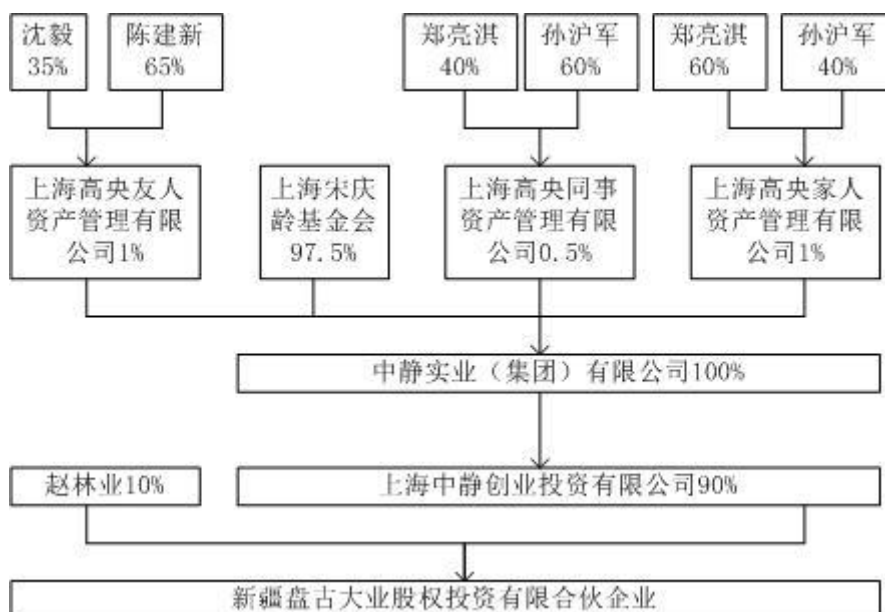 沈毅
35%
陈建新
65%
郑亮淇
40%
孙沪军
60%
郑亮淇
60%
孙沪军
40%
上海高央友人
资产管理有限
公司1%
上海宋庆
龄基金会
97.5%
上海高央同事
资产管理有限
公司0.5%
上海高央家人
资产管理有限
公司1%
中静实业（集团）有限公司100%
赵林业10%
上海中静创业投资有限公司90%
新疆盘古大业股权投资有限合伙企业